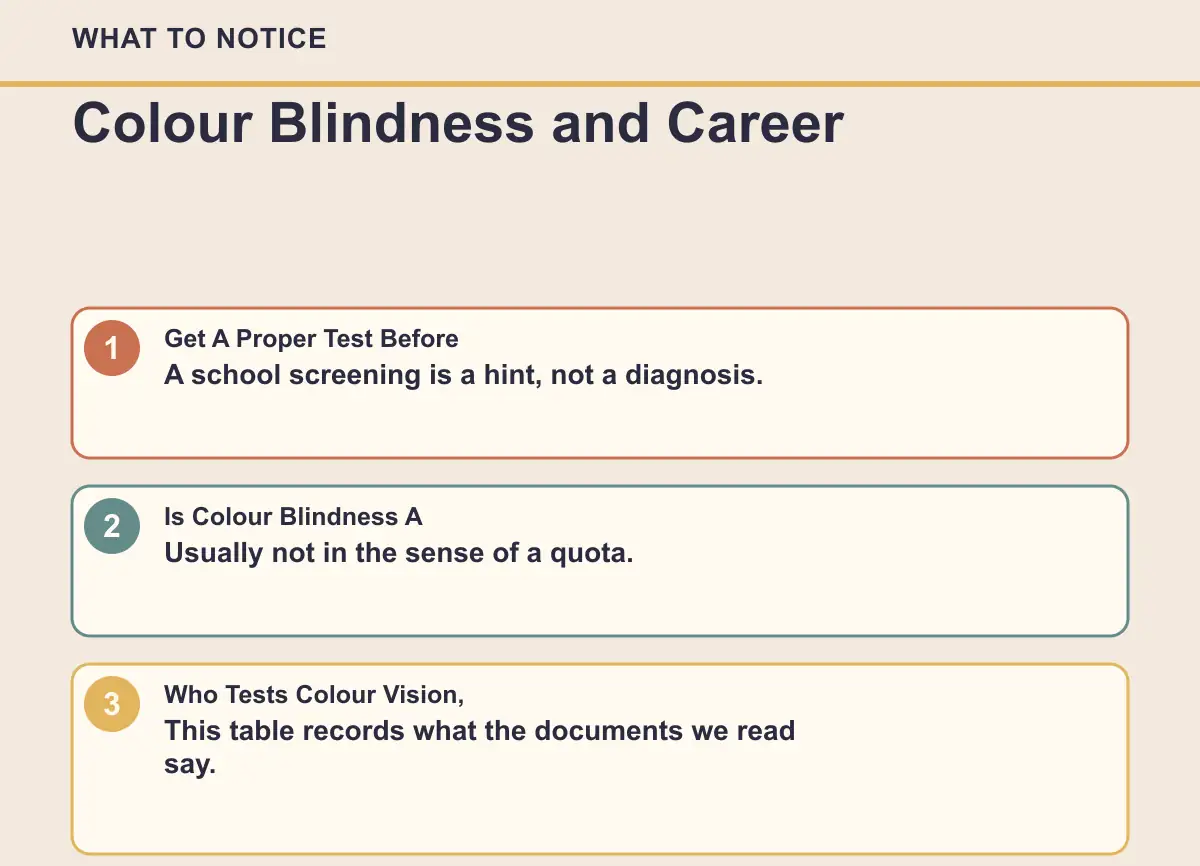 WHAT TO NOTICE
Colour Blindness and Career
1
Get A Proper Test Before
A school screening is a hint, not a diagnosis.
2
Is Colour Blindness A
Usually not in the sense of a quota.
3
Who Tests Colour Vision,
This table records what the documents we read
say.